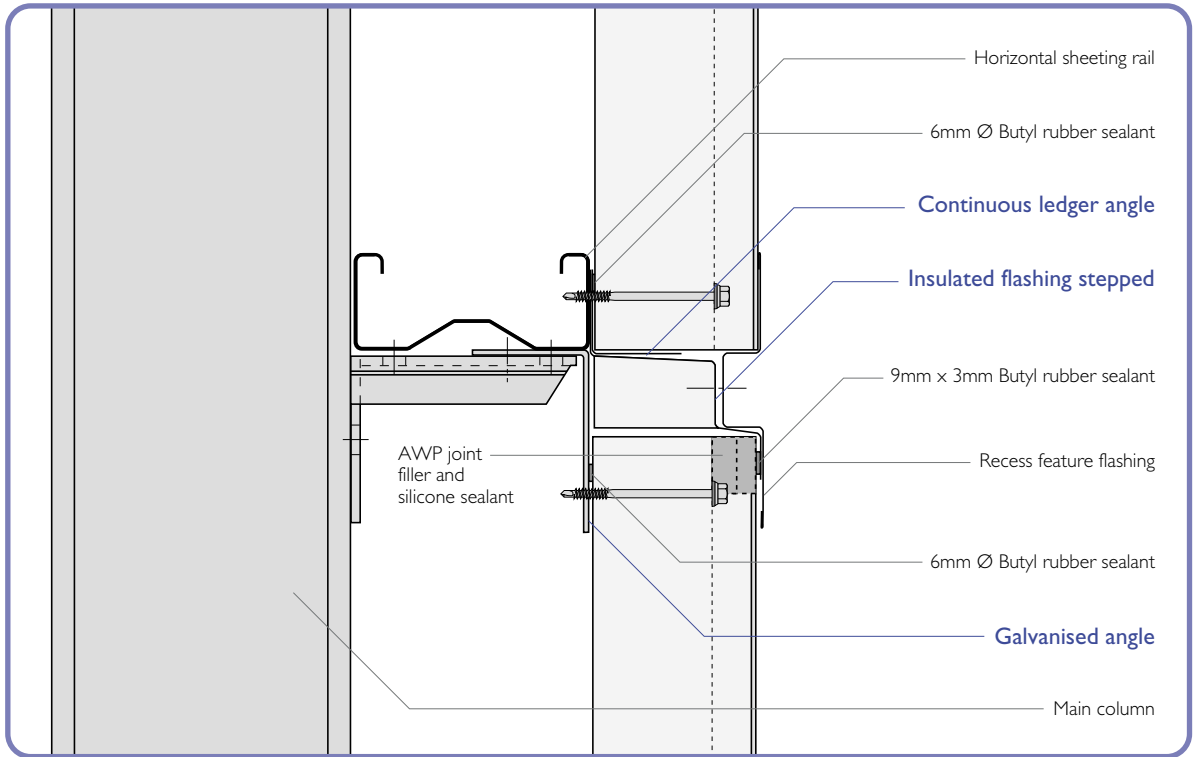 Horizontal sheeting rail
6mm Ø Butyl rubber sealant
Continuous ledger angle
Insulated flashing stepped
9mm x 3mm Butyl rubber sealant
AWP joint
filler and
silicone sealant
Recess feature flashing
6mm Ø Butyl rubber sealant
Galvanised angle
Main column